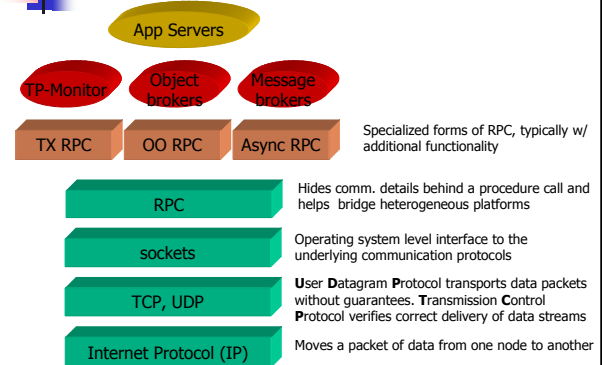 App Servers
TP-Monitor
Object
brokers
Message
brokers
TX RPC
OO RPC
Async RPC
Specialized forms of RPC, typically w/
additional functionality
RPC
Hides comm. details behind a procedure call and
helps bridge heterogeneous platforms
sockets
Operating system level interface to the
underlying communication protocols
TCP, UDP
User Datagram Protocol transports data packets
without guarantees. Transmission Control
Protocol verifies correct delivery of data streams
Internet Protocol (IP)
Moves a packet of data from one node to another